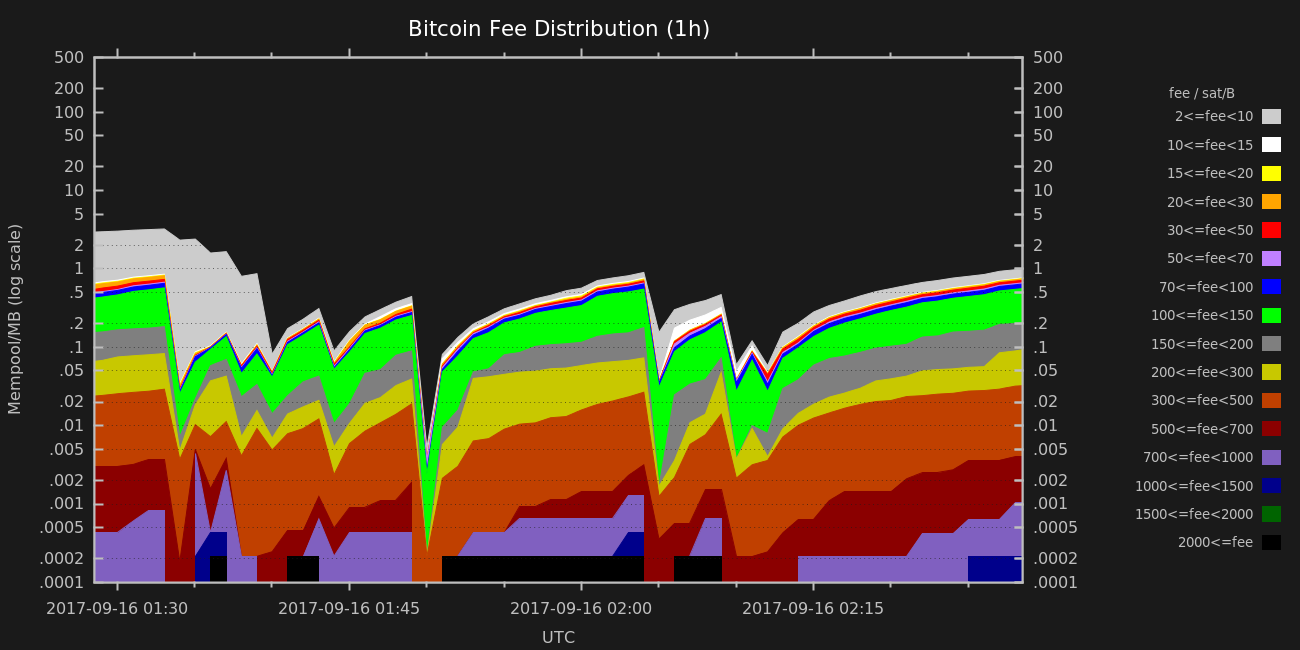 Bitcoin Fee Distribution (1h)
Mempool/MB (log scale)
500
200
100
50
20
10
5
2
1
.5
.2
.1
.05
.02
.01
.005
.002
.001
.0005
.0002
.0001
500
200
100
50
20
10
5
2
1
.5
.2
.1
.05
.02
.01
.005
.002
.001
.0005
.0002
.0001
fee / sat/B
2<=fee<10
10<=fee<15
15<=fee<20
20<=fee<30
30<=fee<50
50<=fee<70
70<=fee<100
100<=fee<150
150<=fee<200
200<=fee<300
300<=fee<500
500<=fee<700
700<=fee<1000
1000<=fee<1500
1500<=fee<2000
2000<=fee
2017-09-16 01:30 2017-09-16 01:45 2017-09-16 02:00 2017-09-16 02:15
UTC